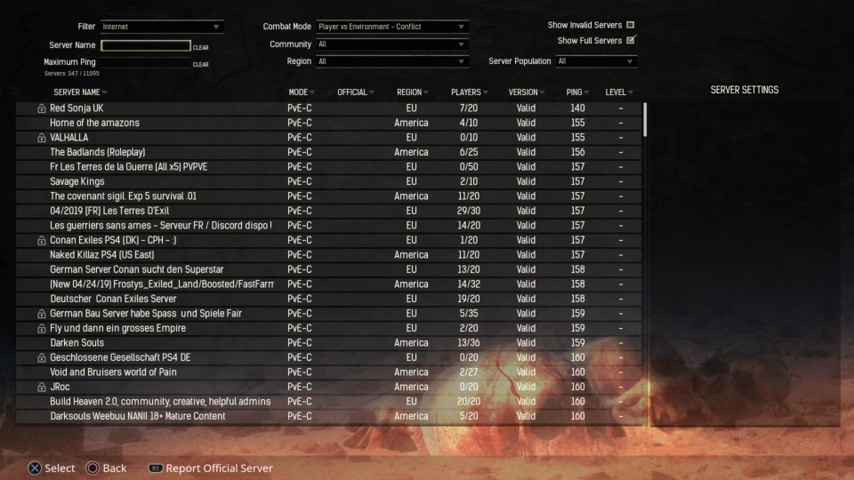 Filter Internet Combat Mode Player vs Environment - Conflict Show Invalid Servers
Server Name CLEAR Community All Show Full Servers
Maximum Ping CLEAR Region All Server Population All
Servers: 347 / 11095
SERVER NAME MODE OFFICIAL REGION PLAYERS VERSION PING LEVEL SERVER SETTINGS
Red Sonja UK PvE-C EU 7/20 Valid 140 -
Home of the amazons PvE-C America 4/10 Valid 155 -
VALHALLA PvE-C EU 0/10 Valid 155 -
The Badlands (Roleplay) PvE-C America 6/25 Valid 156 -
Fr Les Terres de la Guerre (All x5) PVPVE PvE-C EU 0/50 Valid 157 -
Savage Kings PvE-C EU 2/10 Valid 157 -
The covenant sigil. Exp 5 survival .01 PvE-C America 11/20 Valid 157 -
04/2019 [FR] Les Terres D'Exil PvE-C EU 29/30 Valid 157 -
Les guerriers sans ames - Serveur FR / Discord dispo ! PvE-C EU 14/20 Valid 157 -
Conan Exiles PS4 (DK) - CPH - :) PvE-C EU 1/20 Valid 157 -
Naked Killaz PS4 (US East) PvE-C America 11/20 Valid 157 -
German Server Conan sucht den Superstar PvE-C EU 13/20 Valid 158 -
(New 04/24/19) Frostys_Exiled_Land/Boosted/FastFarm PvE-C America 14/32 Valid 158 -
Deutscher Conan Exiles Server PvE-C EU 19/20 Valid 158 -
German Bau Server habe Spass und Spiele Fair PvE-C EU 5/35 Valid 159 -
Fly und dann ein grosses Empire PvE-C EU 2/20 Valid 159 -
Darken Souls PvE-C America 13/36 Valid 159 -
Geschlossene Gesellschaft PS4 DE PvE-C EU 0/20 Valid 160 -
Void and Bruisers world of Pain PvE-C America 2/27 Valid 160 -
JRoc PvE-C America 0/20 Valid 160 -
Build Heaven 2.0, community, creative, helpful admins PvE-C EU 20/20 Valid 160 -
Darksouls Weebuu NANI! 18+ Mature Content PvE-C America 5/20 Valid 160 -
Select Back Report Official Server